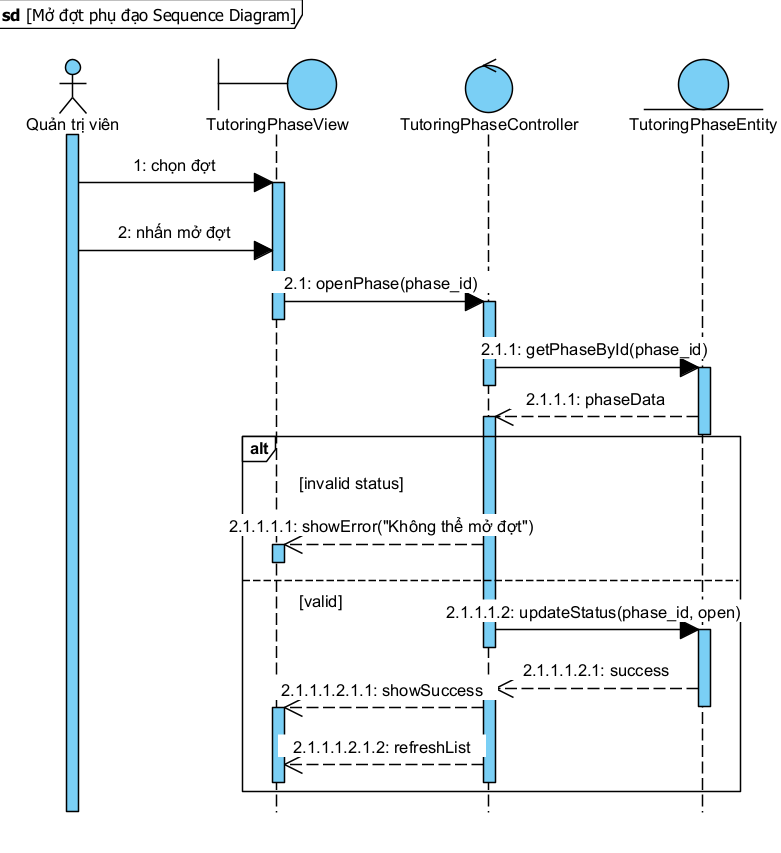 sd [Mở đợt phụ đạo Sequence Diagram]
Quản trị viên
TutoringPhaseView
TutoringPhaseController
TutoringPhaseEntity
1: chọn đợt
2: nhấn mở đợt
2.1: openPhase(phase_id)
2.1.1: getPhaseById(phase_id)
2.1.1.1: phaseData
alt
[invalid status]
2.1.1.1.1: showError("Không thể mở đợt")
[valid]
2.1.1.1.2: updateStatus(phase_id, open)
2.1.1.1.2.1: success
2.1.1.1.2.1.1: showSuccess
2.1.1.1.2.1.2: refreshList